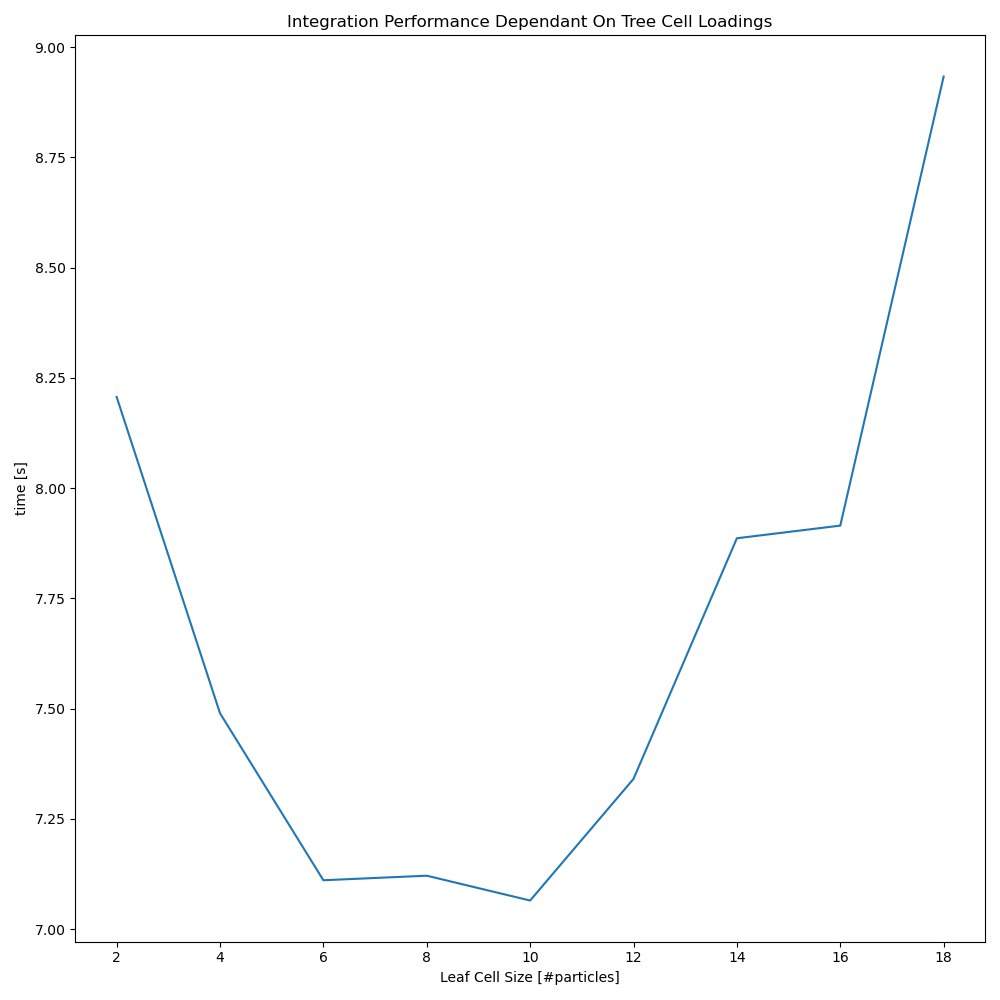 Integration Performance Dependant On Tree Cell Loadings
9.00
8.75
8.50
8.25
8.00
7.75
7.50
7.25
7.00
time [s]
2 4 6 8 10 12 14 16 18
Leaf Cell Size [#particles]